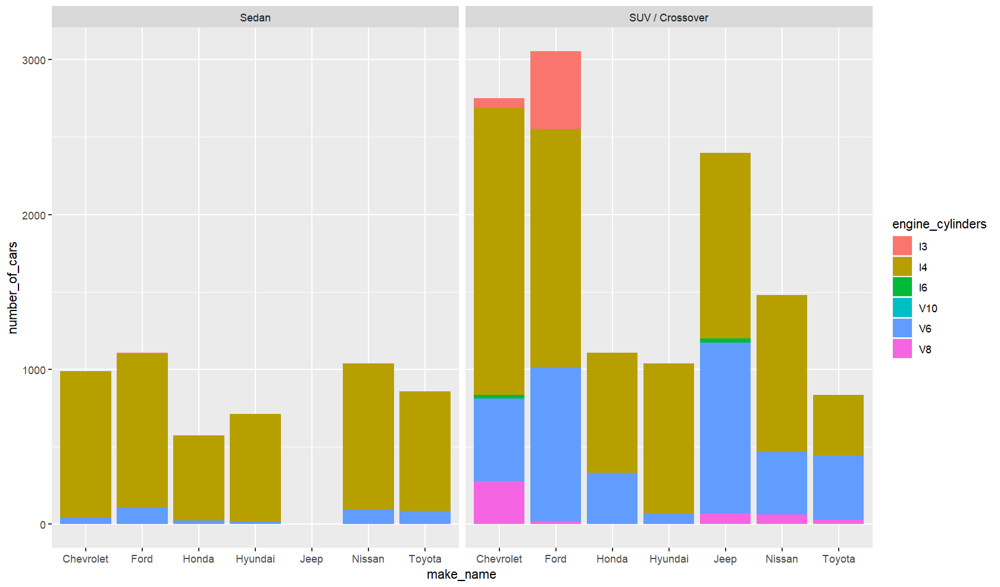 Sedan
SUV / Crossover
3000
2000
1000
0
number_of_cars
Chevrolet Ford Honda Hyundai Jeep Nissan Toyota
Chevrolet Ford Honda Hyundai Jeep Nissan Toyota
make_name
engine_cylinders
I3
I4
I6
V10
V6
V8